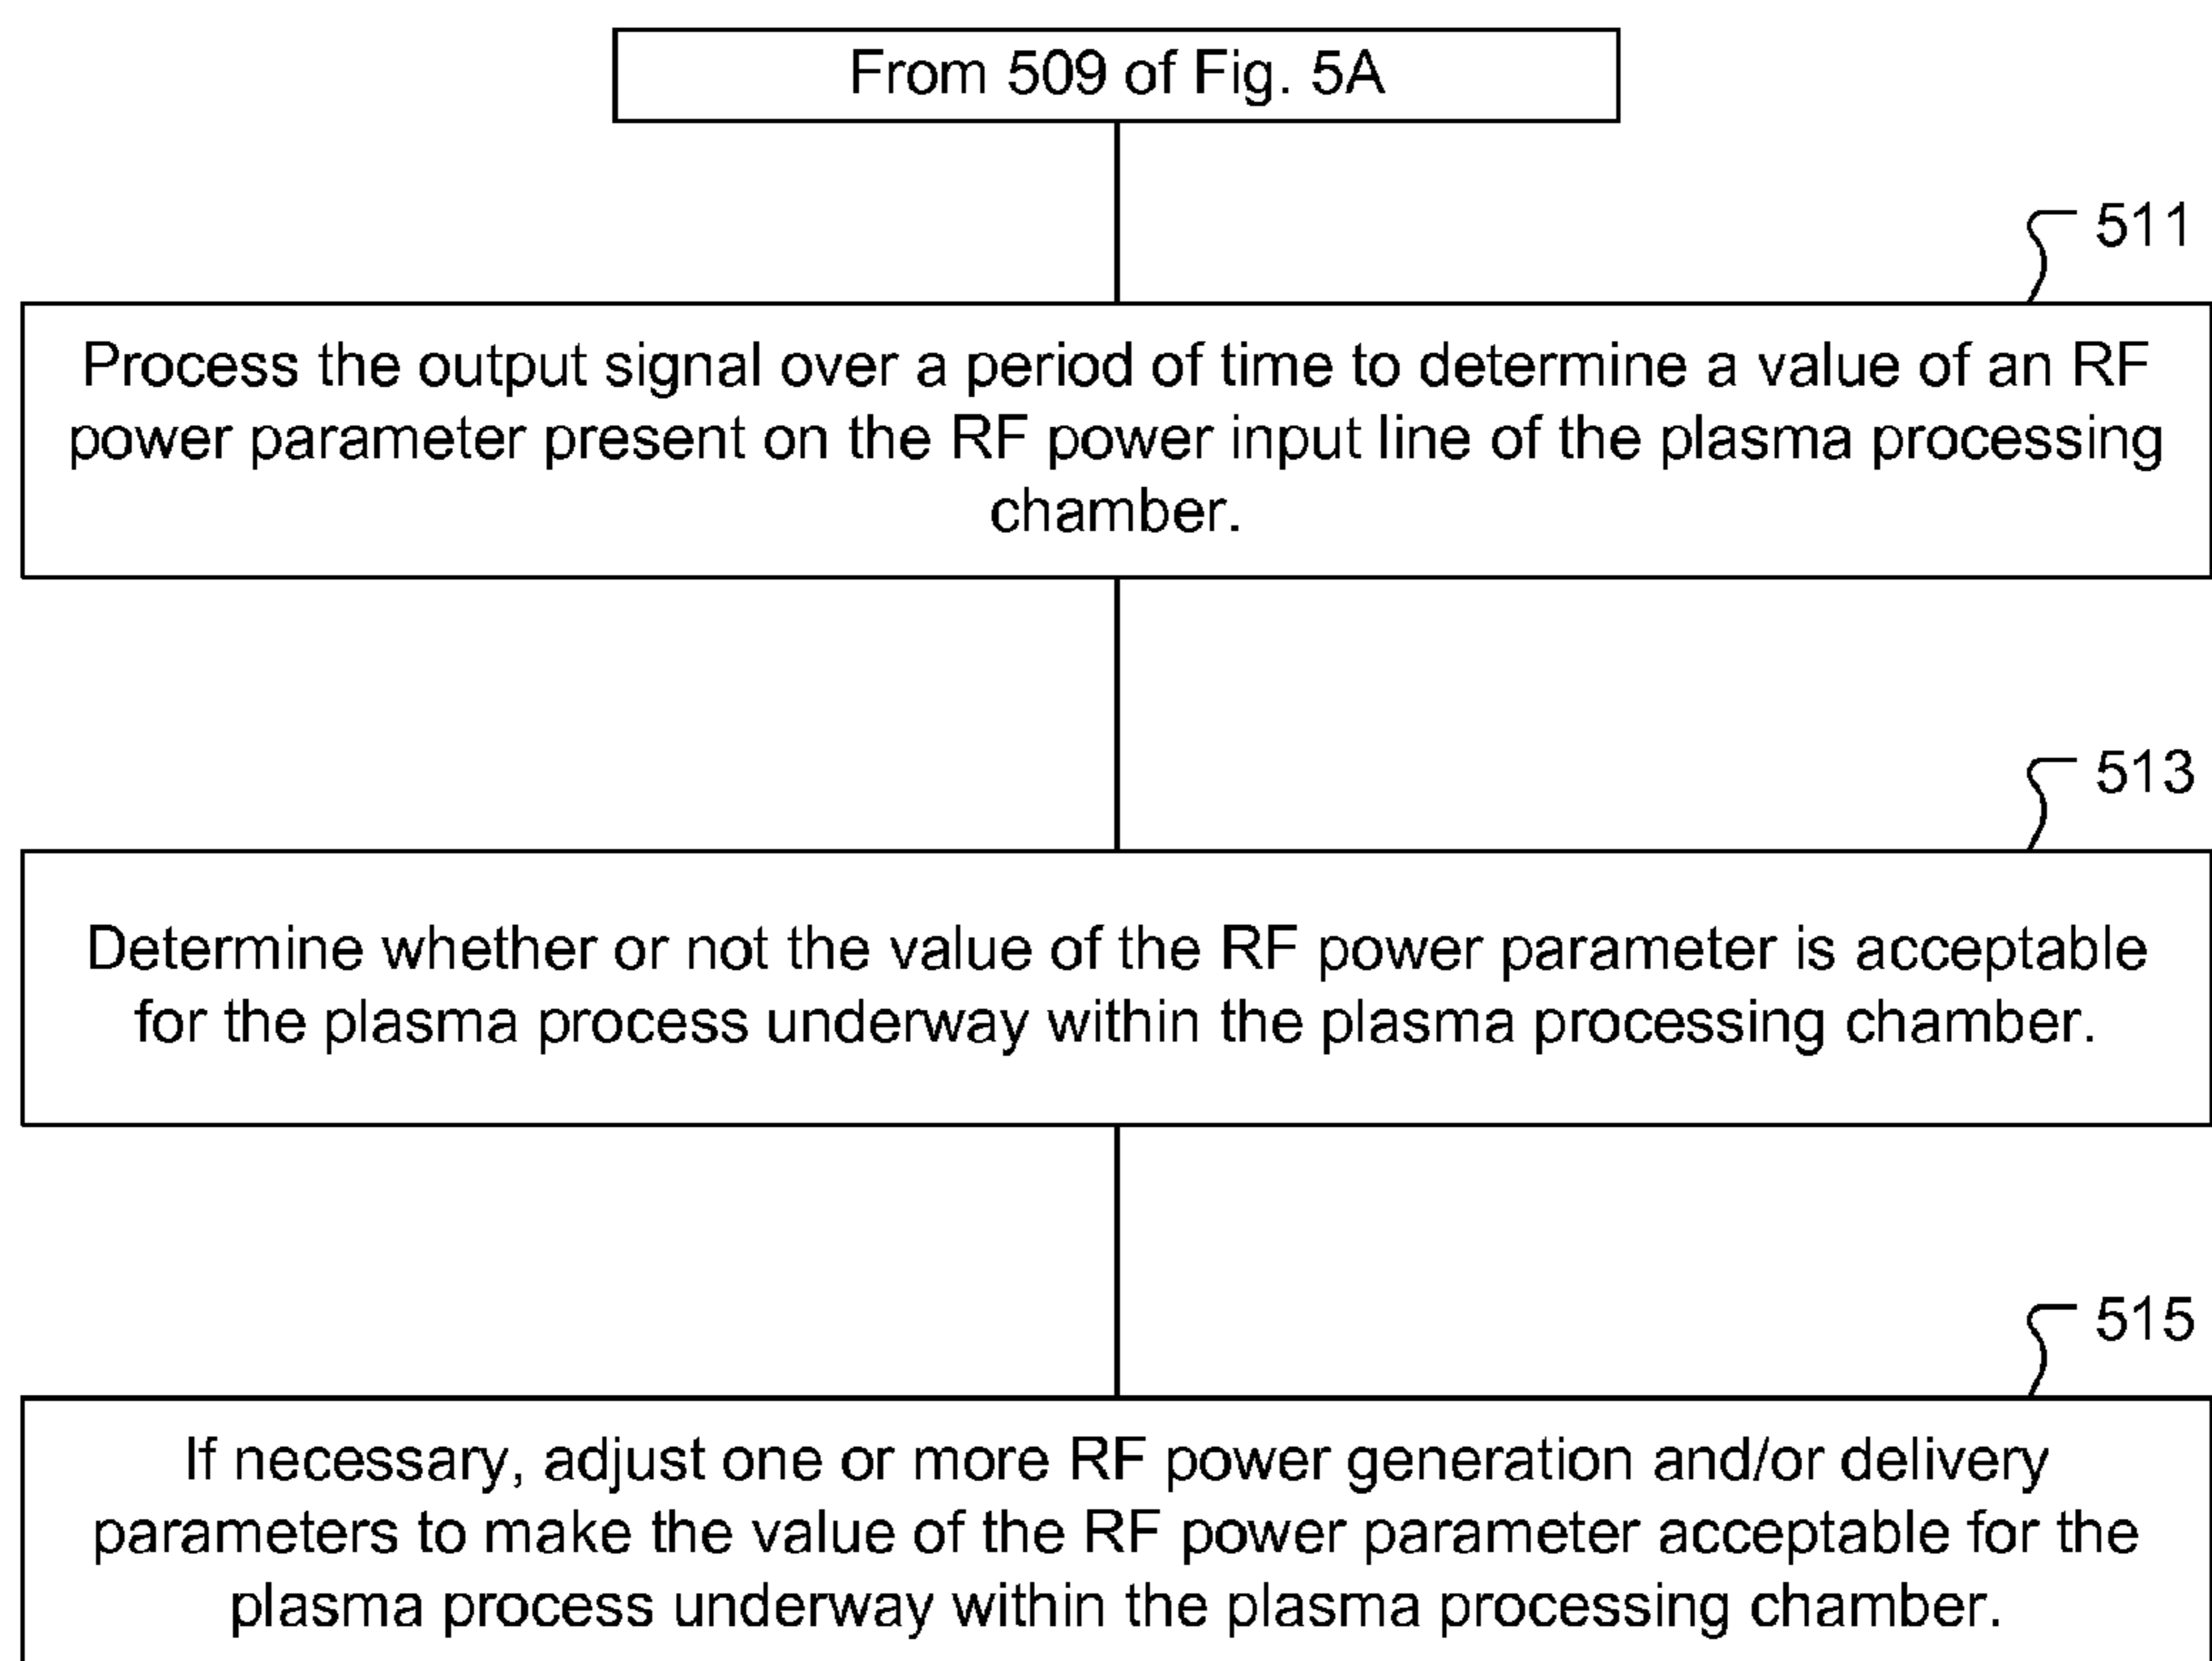 From 509 of Fig. 5A
511
Process the output signal over a period of time to determine a value of an RF
power parameter present on the RF power input line of the plasma processing
chamber.
513
Determine whether or not the value of the RF power parameter is acceptable
for the plasma process underway within the plasma processing chamber.
515
If necessary, adjust one or more RF power generation and/or delivery
parameters to make the value of the RF power parameter acceptable for the
plasma process underway within the plasma processing chamber.